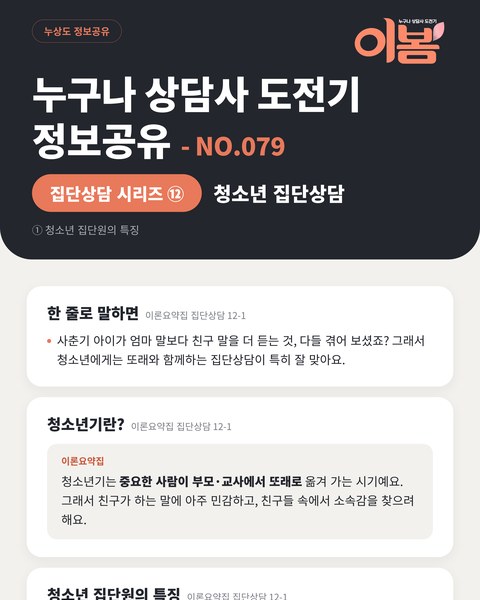 누상도 정보공유
누구나 상담사 도전기
이봄
누구나 상담사 도전기
정보공유 - NO.079
집단상담 시리즈 ⑫ 청소년 집단상담
① 청소년 집단원의 특징
한 줄로 말하면 이론요약집 집단상담 12-1
• 사춘기 아이가 엄마 말보다 친구 말을 더 듣는 것, 다들 겪어 보셨죠? 그래서
청소년에게는 또래와 함께하는 집단상담이 특히 잘 맞아요.
청소년기란? 이론요약집 집단상담 12-1
이론요약집
청소년기는 중요한 사람이 부모·교사에서 또래로 옮겨 가는 시기예요.
그래서 친구가 하는 말에 아주 민감하고, 친구들 속에서 소속감을 찾으려
해요.
청소년 집단원의 특징 이론요약집 집단상담 12-1